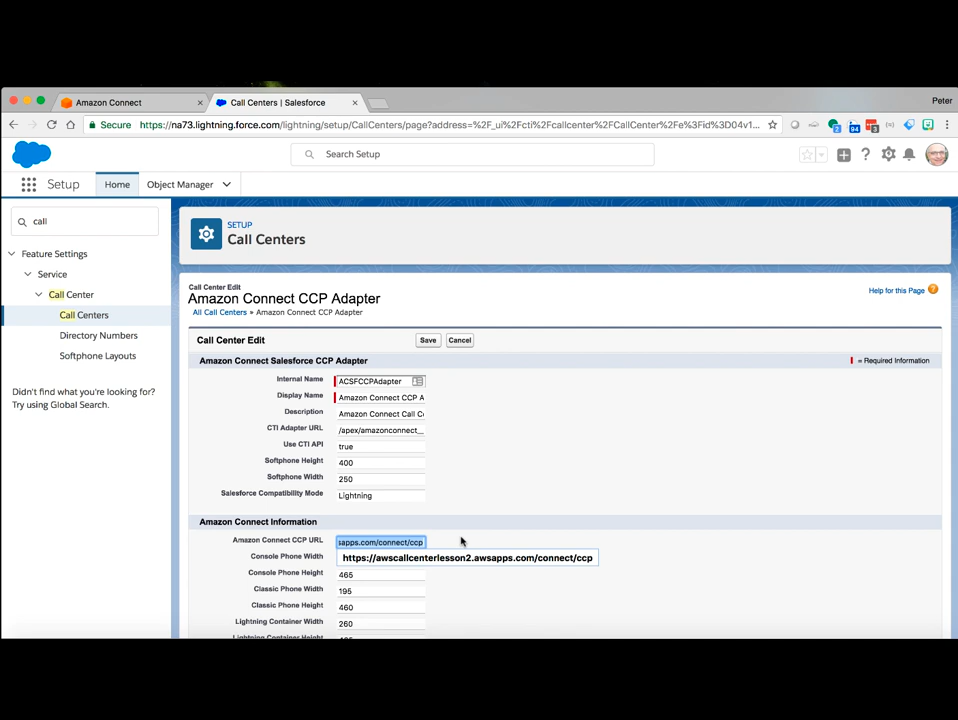 Amazon Connect
Call Centers | Salesforce
Peter
Secure
https://na73.lightning.force.com/lightning/setup/CallCenters/page?address=%2F_ui%2Fcti%2Fcallcenter%2FCallCenter%2Fe%3Fid%3D04v1...
94
Search Setup
Setup
Home
Object Manager
call
SETUP
Call Centers
Feature Settings
Service
Call Center
Call Centers
Directory Numbers
Softphone Layouts
Didn't find what you're looking for?
Try using Global Search.
Call Center Edit
Amazon Connect CCP Adapter
Help for this Page
All Call Centers » Amazon Connect CCP Adapter
Call Center Edit
Save
Cancel
Amazon Connect Salesforce CCP Adapter
= Required Information
Internal Name ACSFCCPAdapter
Display Name Amazon Connect CCP A
Description Amazon Connect Call C
CTI Adapter URL /apex/amazonconnect__
Use CTI API true
Softphone Height 400
Softphone Width 250
Salesforce Compatibility Mode Lightning
Amazon Connect Information
Amazon Connect CCP URL sapps.com/connect/ccp
Console Phone Width https://awscallcenterlesson2.awsapps.com/connect/ccp
Console Phone Height 465
Classic Phone Width 195
Classic Phone Height 460
Lightning Container Width 260
Lightning Container Height